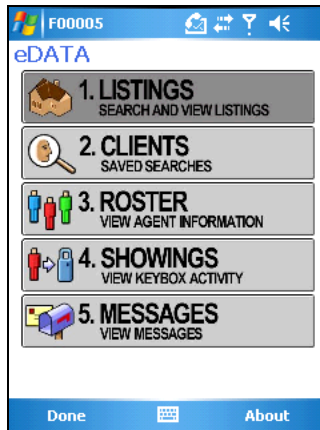 F00005
eDATA
1. LISTINGS
SEARCH AND VIEW LISTINGS
2. CLIENTS
SAVED SEARCHES
3. ROSTER
VIEW AGENT INFORMATION
4. SHOWINGS
VIEW KEYBOX ACTIVITY
5. MESSAGES
VIEW MESSAGES
Done About